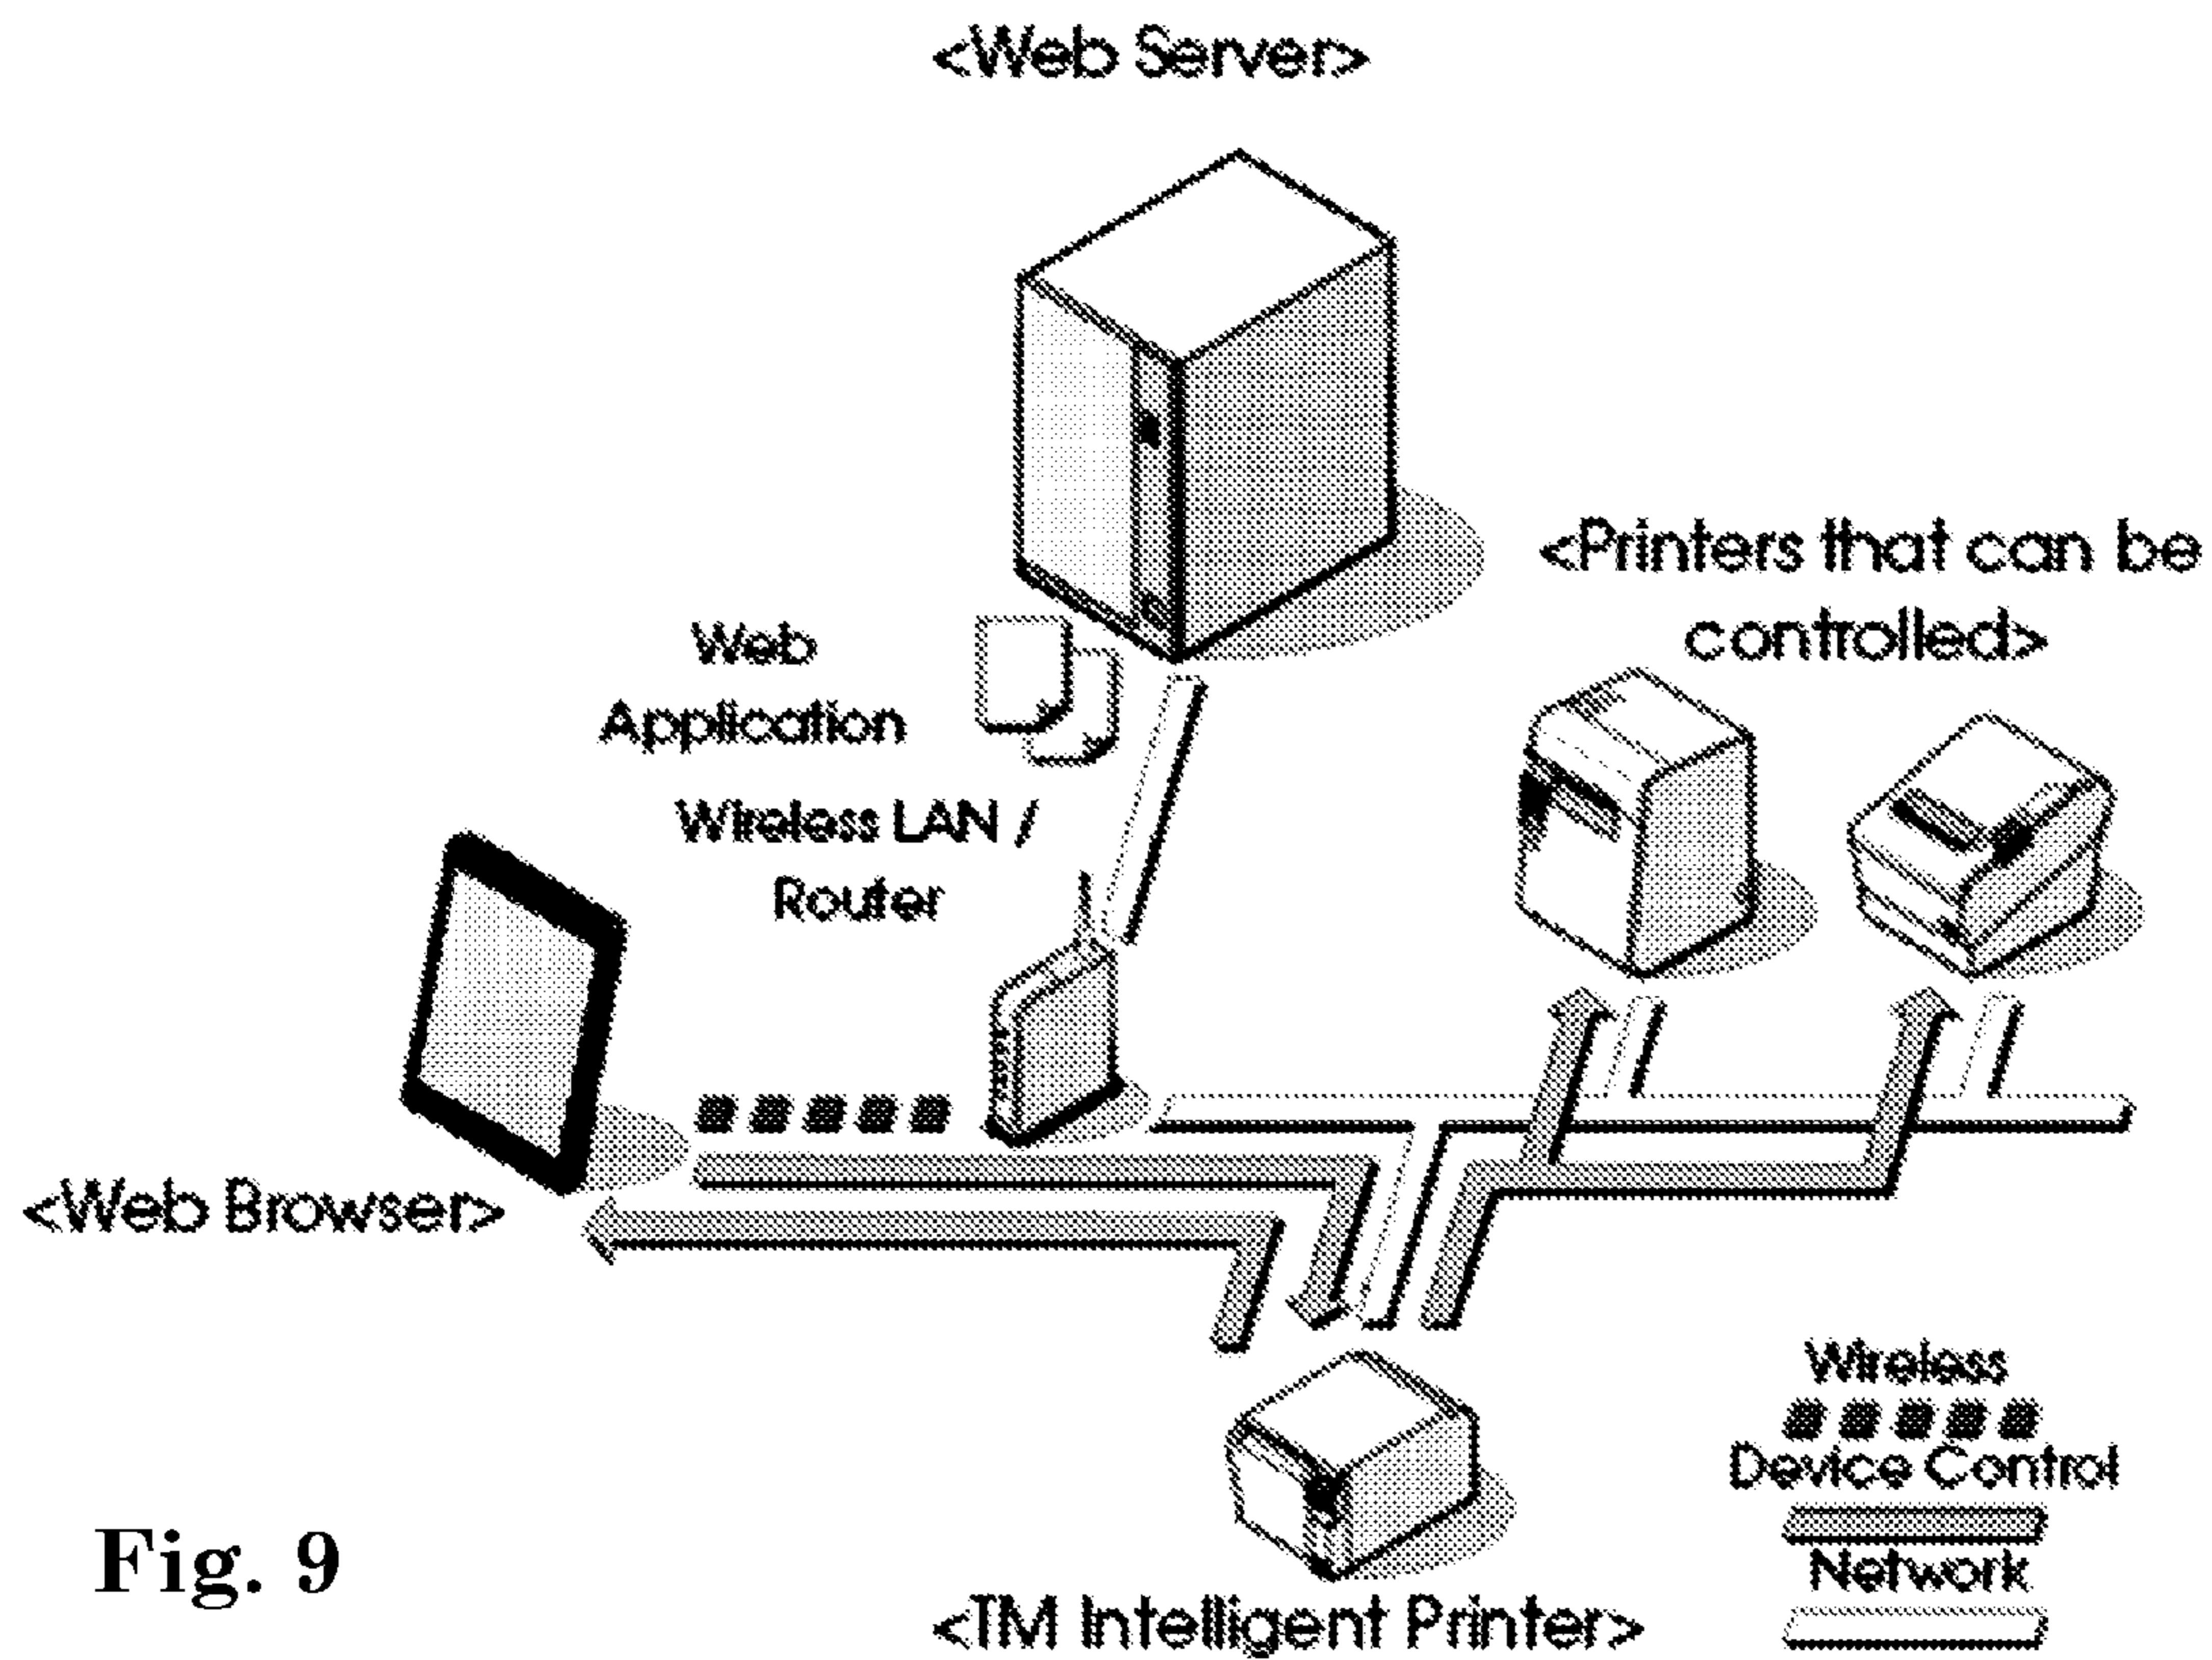 <Web Server>
<Printers that can be
controlled>
Web
Application
Wireless LAN /
Router
<Web Browser>
Wireless
Device Control
Network
<TM Intelligent Printer>
Fig. 9